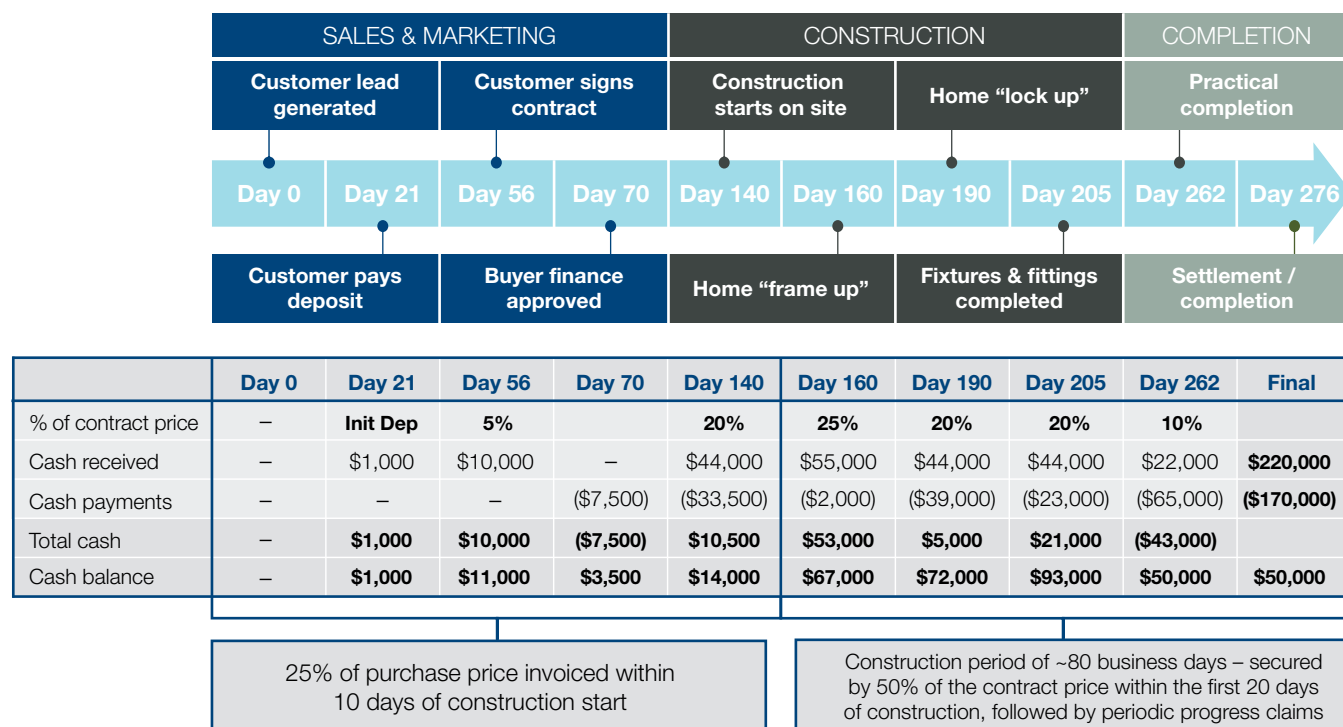 SALES & MARKETING
CONSTRUCTION
COMPLETION
Customer lead
generated
Customer signs
contract
Construction
starts on site
Home “lock up”
Practical
completion
Day 0
Day 21
Day 56
Day 70
Day 140
Day 160
Day 190
Day 205
Day 262
Day 276
Customer pays
deposit
Buyer finance
approved
Home “frame up”
Fixtures & fittings
completed
Settlement /
completion
Day 0 Day 21 Day 56 Day 70 Day 140 Day 160 Day 190 Day 205 Day 262 Final
% of contract price – Init Dep 5% 20% 25% 20% 20% 10%
Cash received – $1,000 $10,000 – $44,000 $55,000 $44,000 $44,000 $22,000 $220,000
Cash payments – – – ($7,500) ($33,500) ($2,000) ($39,000) ($23,000) ($65,000) ($170,000)
Total cash – $1,000 $10,000 ($7,500) $10,500 $53,000 $5,000 $21,000 ($43,000)
Cash balance – $1,000 $11,000 $3,500 $14,000 $67,000 $72,000 $93,000 $50,000 $50,000
25% of purchase price invoiced within
10 days of construction start
Construction period of ~80 business days – secured
by 50% of the contract price within the first 20 days
of construction, followed by periodic progress claims